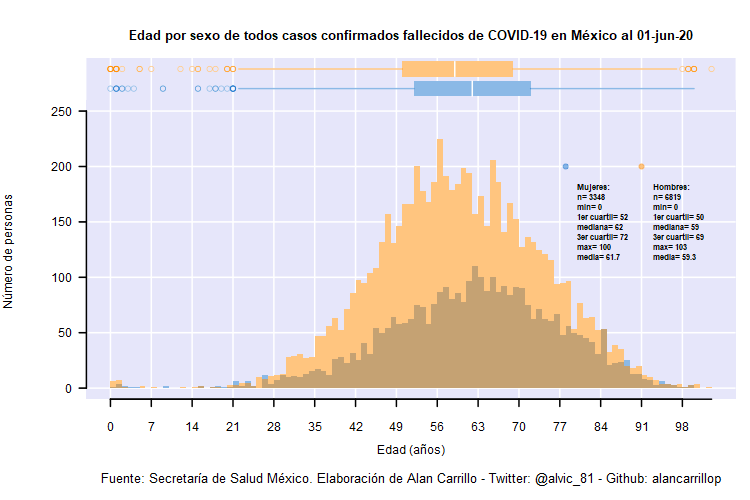 Edad por sexo de todos casos confirmados fallecidos de COVID-19 en México al 01-jun-20
Número de personas
250
200
150
100
50
0
Mujeres:
n= 3348
min= 0
1er cuartil= 52
mediana= 62
3er cuartil= 72
max= 100
media= 61.7
Hombres:
n= 6819
min= 0
1er cuartil= 50
mediana= 59
3er cuartil= 69
max= 103
media= 59.3
0 7 14 21 28 35 42 49 56 63 70 77 84 91 98
Edad (años)
Fuente: Secretaría de Salud México. Elaboración de Alan Carrillo - Twitter: @alvic_81 - Github: alancarrillop